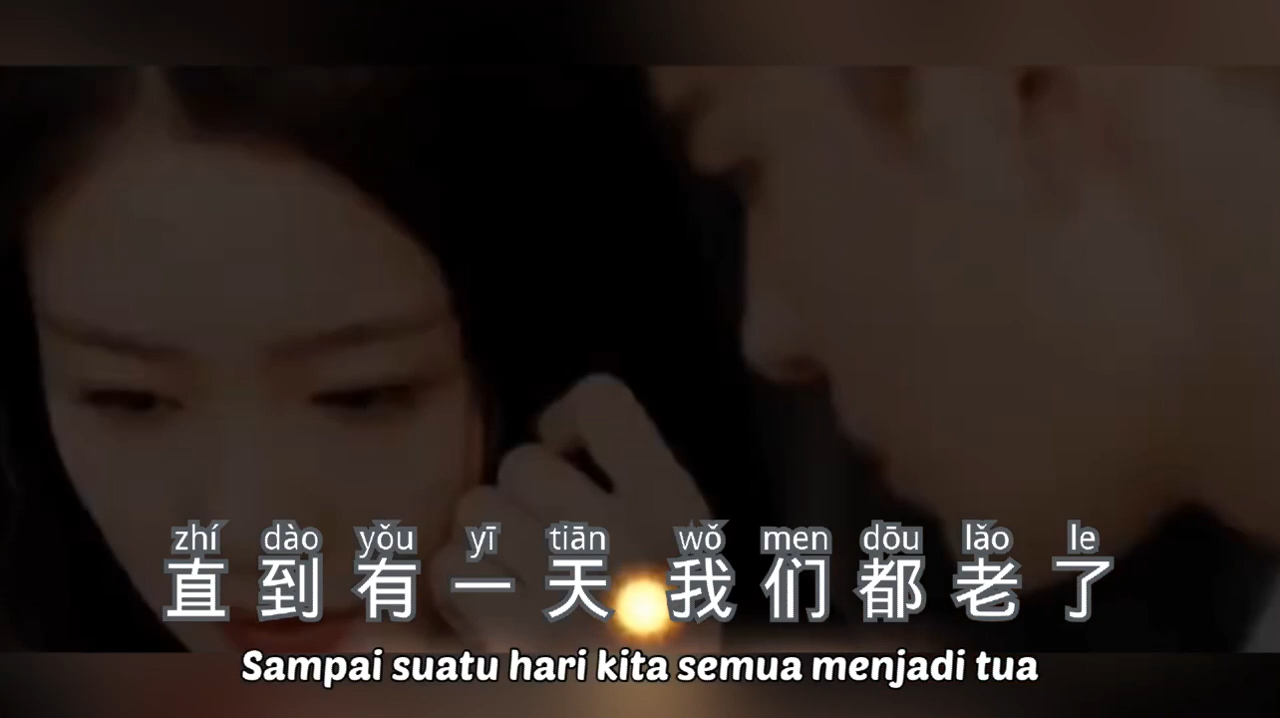 zhí dào yǒu yī tiān wǒ men dōu lǎo le
直到有一天 我们都老了
Sampai suatu hari kita semua menjadi tua